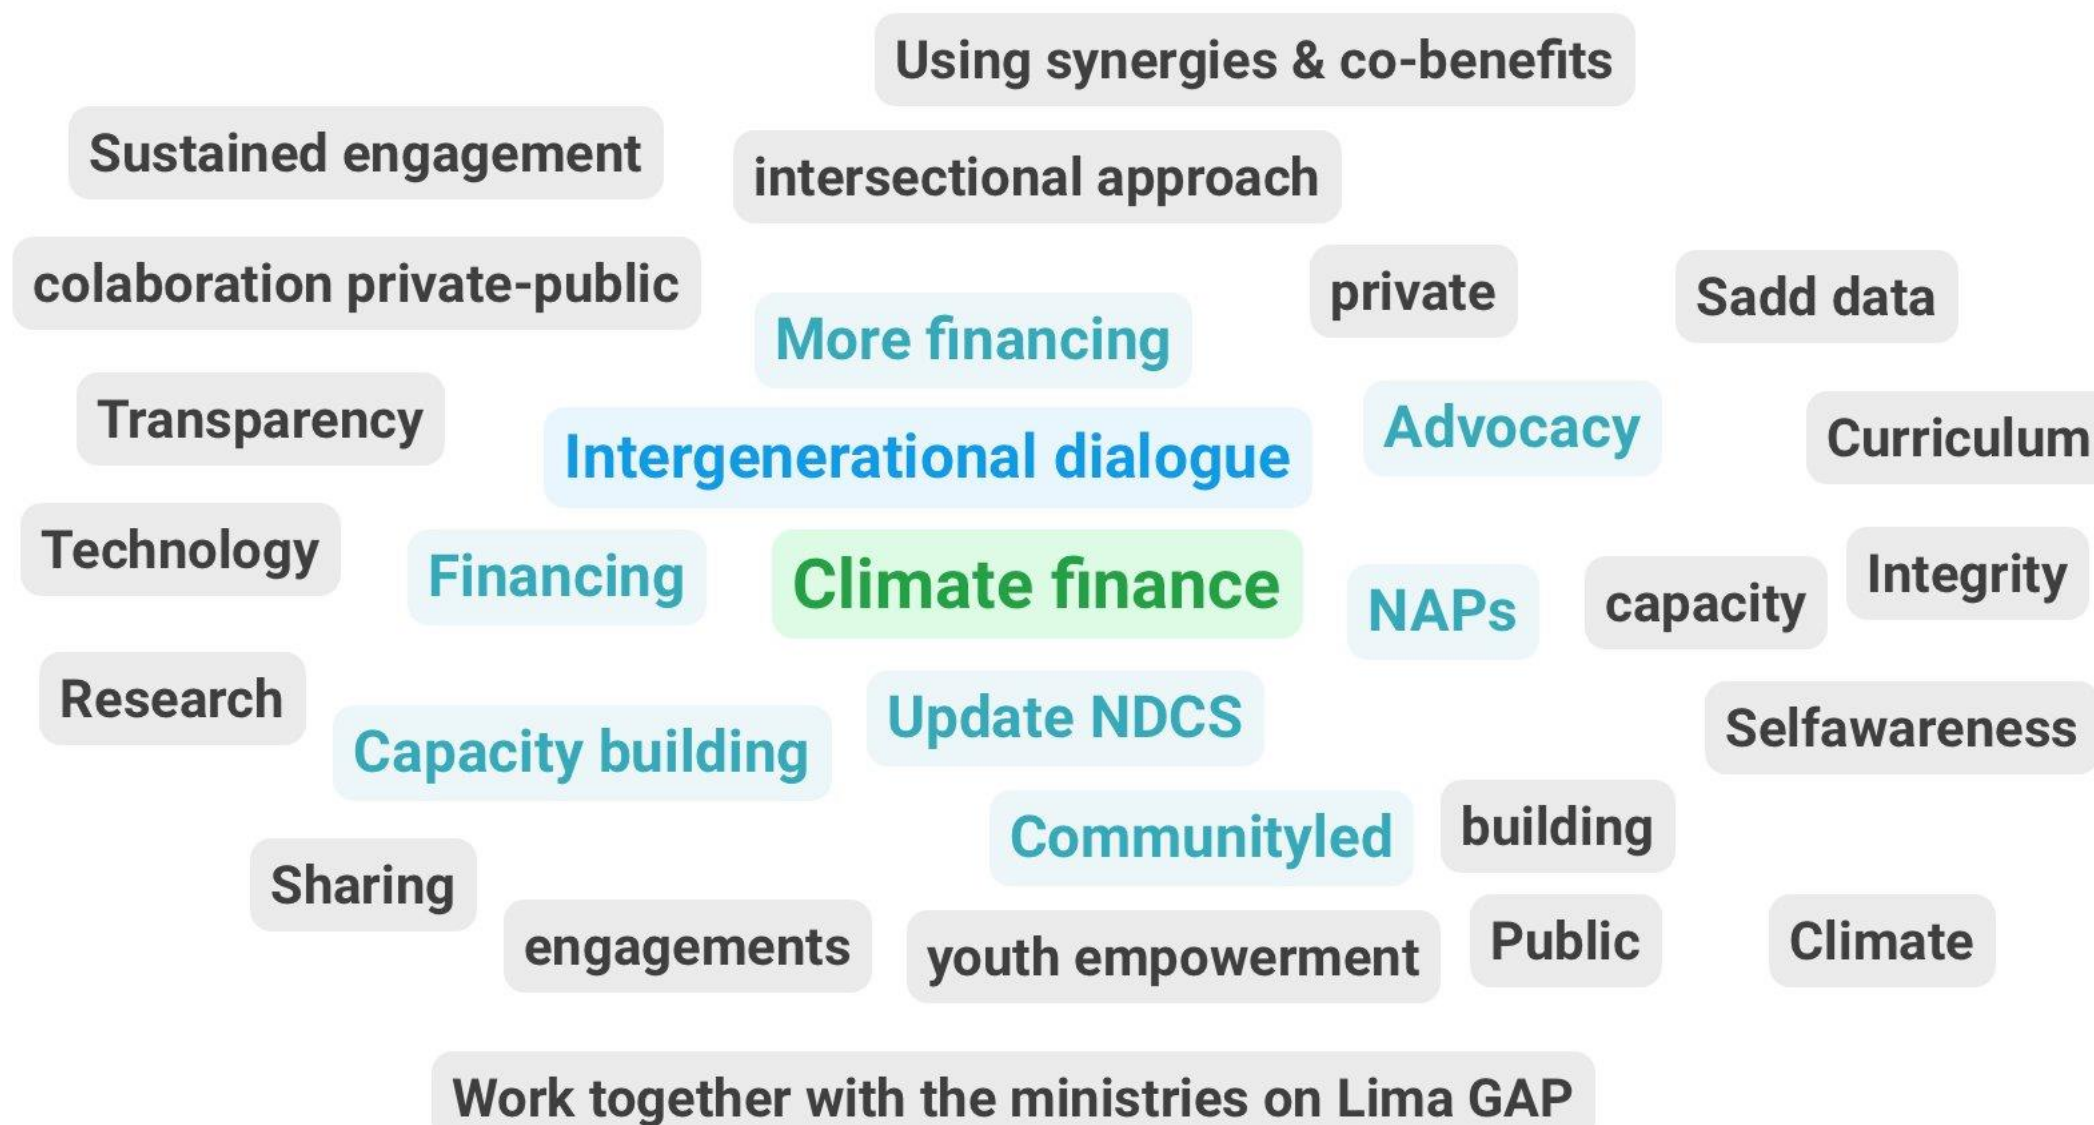 Using synergies & co-benefits
Sustained engagement
intersectional approach
colaboration private-public
private
Sadd data
More financing
Transparency
Intergenerational dialogue
Advocacy
Curriculum
Technology
Financing
Climate finance
NAPs
capacity
Integrity
Research
Capacity building
Update NDCS
Selfawareness
Communityled
building
Sharing
engagements
youth empowerment
Public
Climate
Work together with the ministries on Lima GAP